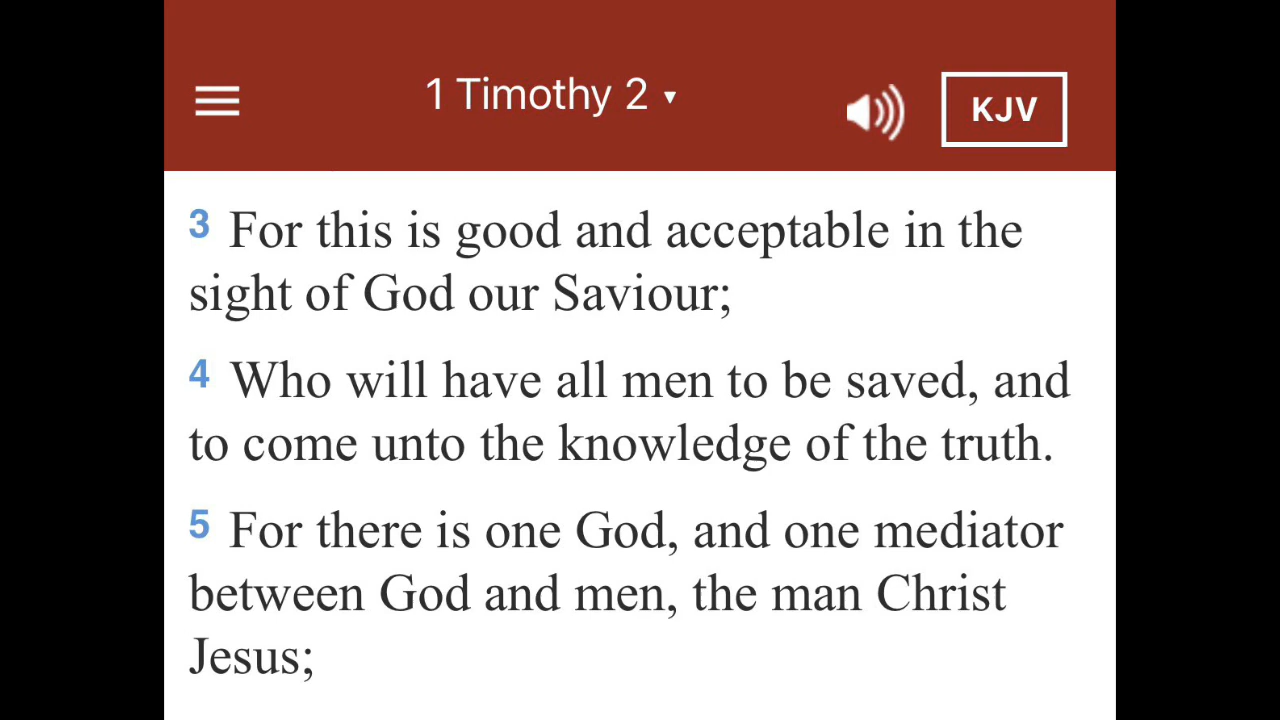 1 Timothy 2 ▾
KJV
3 For this is good and acceptable in the
sight of God our Saviour;
4 Who will have all men to be saved, and
to come unto the knowledge of the truth.
5 For there is one God, and one mediator
between God and men, the man Christ
Jesus;